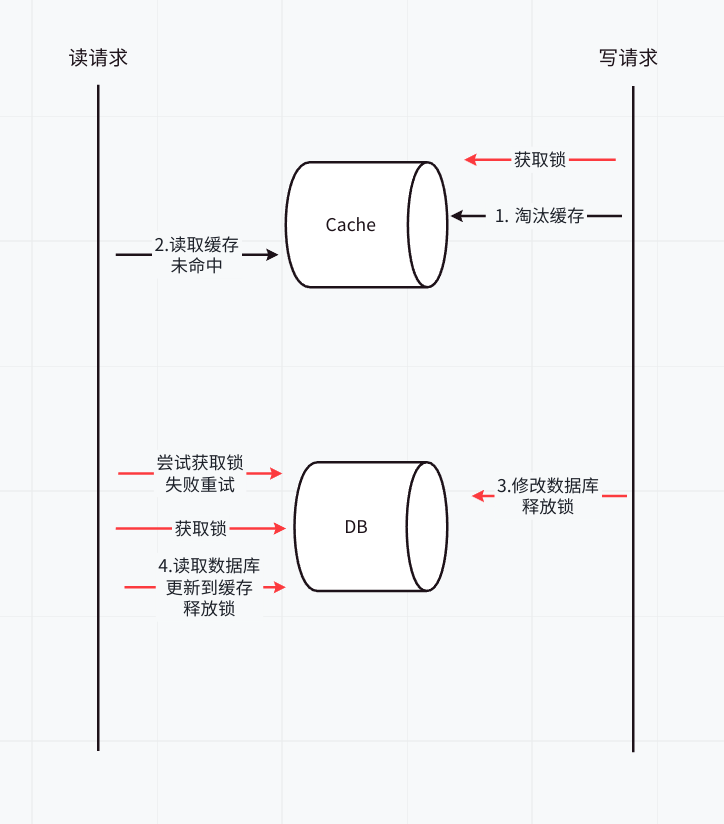 读请求
写请求
获取锁
1. 淘汰缓存
Cache
2.读取缓存
未命中
尝试获取锁
失败重试
3.修改数据库
释放锁
获取锁
DB
4.读取数据库
更新到缓存
释放锁